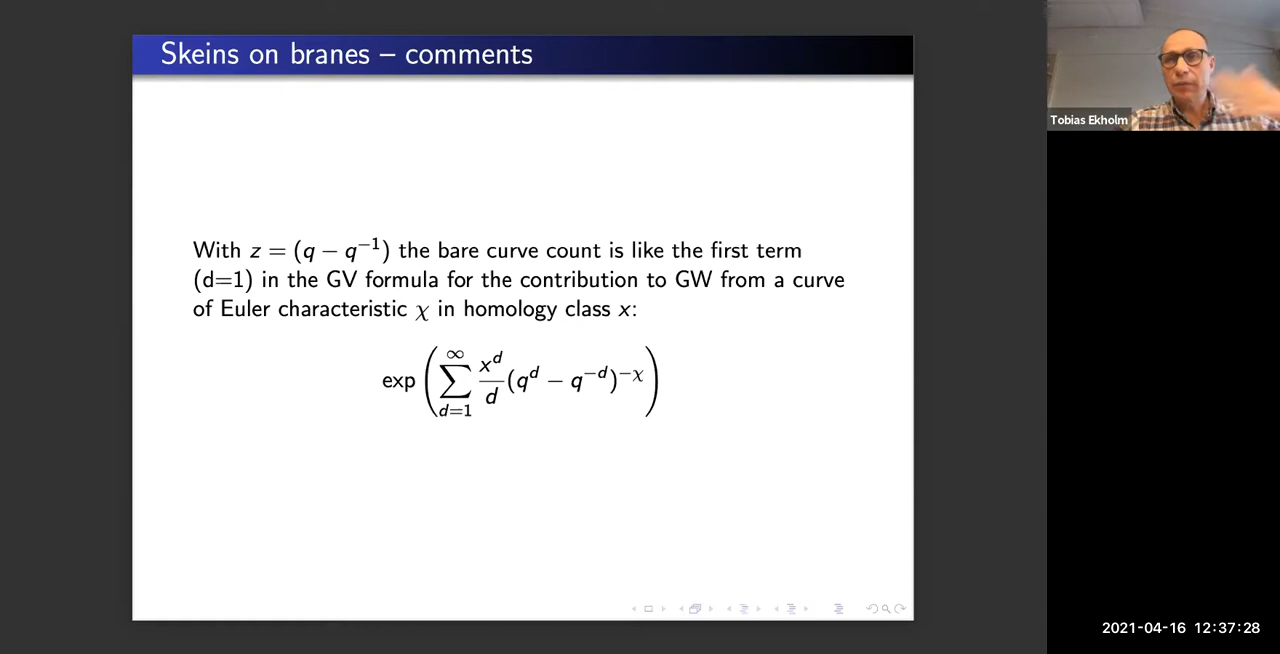 Skeins on branes – comments
Tobias Ekholm
With z = (q − q⁻¹) the bare curve count is like the first term
(d=1) in the GV formula for the contribution to GW from a curve
of Euler characteristic χ in homology class x:
exp ( ∑_{d=1}^{∞} x^d/d (q^d − q^{−d})^{−χ} )
2021-04-16 12:37:28